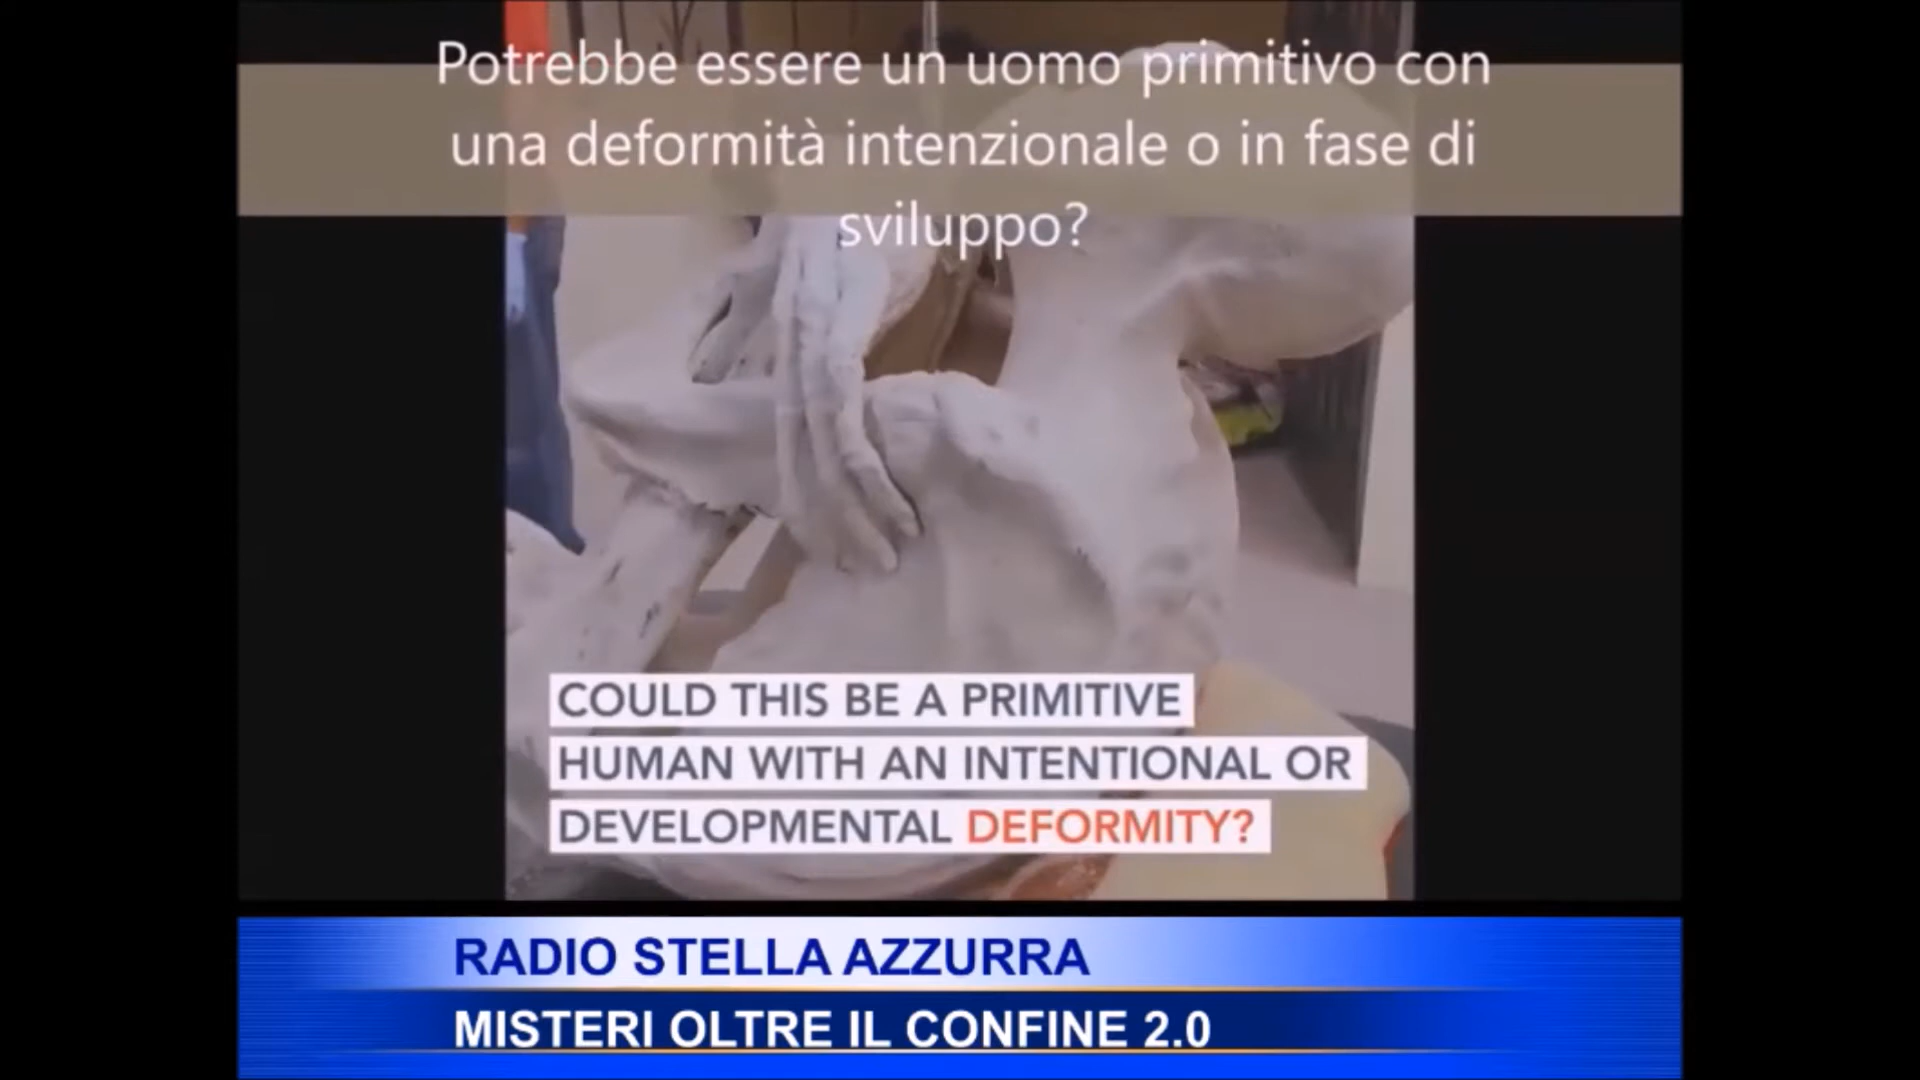 Potrebbe essere un uomo primitivo con
una deformità intenzionale o in fase di
sviluppo?
COULD THIS BE A PRIMITIVE
HUMAN WITH AN INTENTIONAL OR
DEVELOPMENTAL DEFORMITY?
RADIO STELLA AZZURRA
MISTERI OLTRE IL CONFINE 2.0